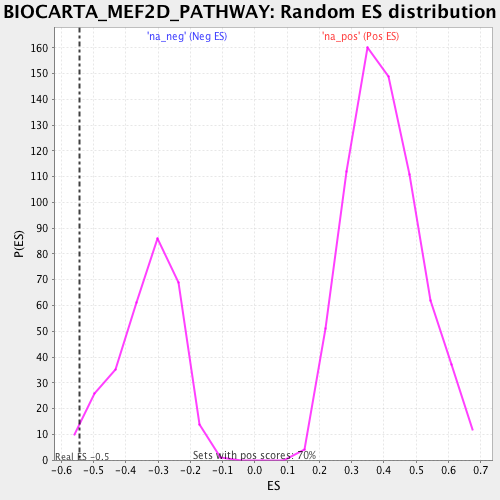 BIOCARTA_MEF2D_PATHWAY: Random ES distribution
'na_neg' (Neg ES) 'na_pos' (Pos ES)
160
150
140
130
120
110
100
90
80
70
60
50
40
30
20
10
0
P(ES)
Real ES -0.5 Sets with pos scores: 70%
-0.6 -0.5 -0.4 -0.3 -0.2 -0.1 0.0 0.1 0.2 0.3 0.4 0.5 0.6 0.7
ES